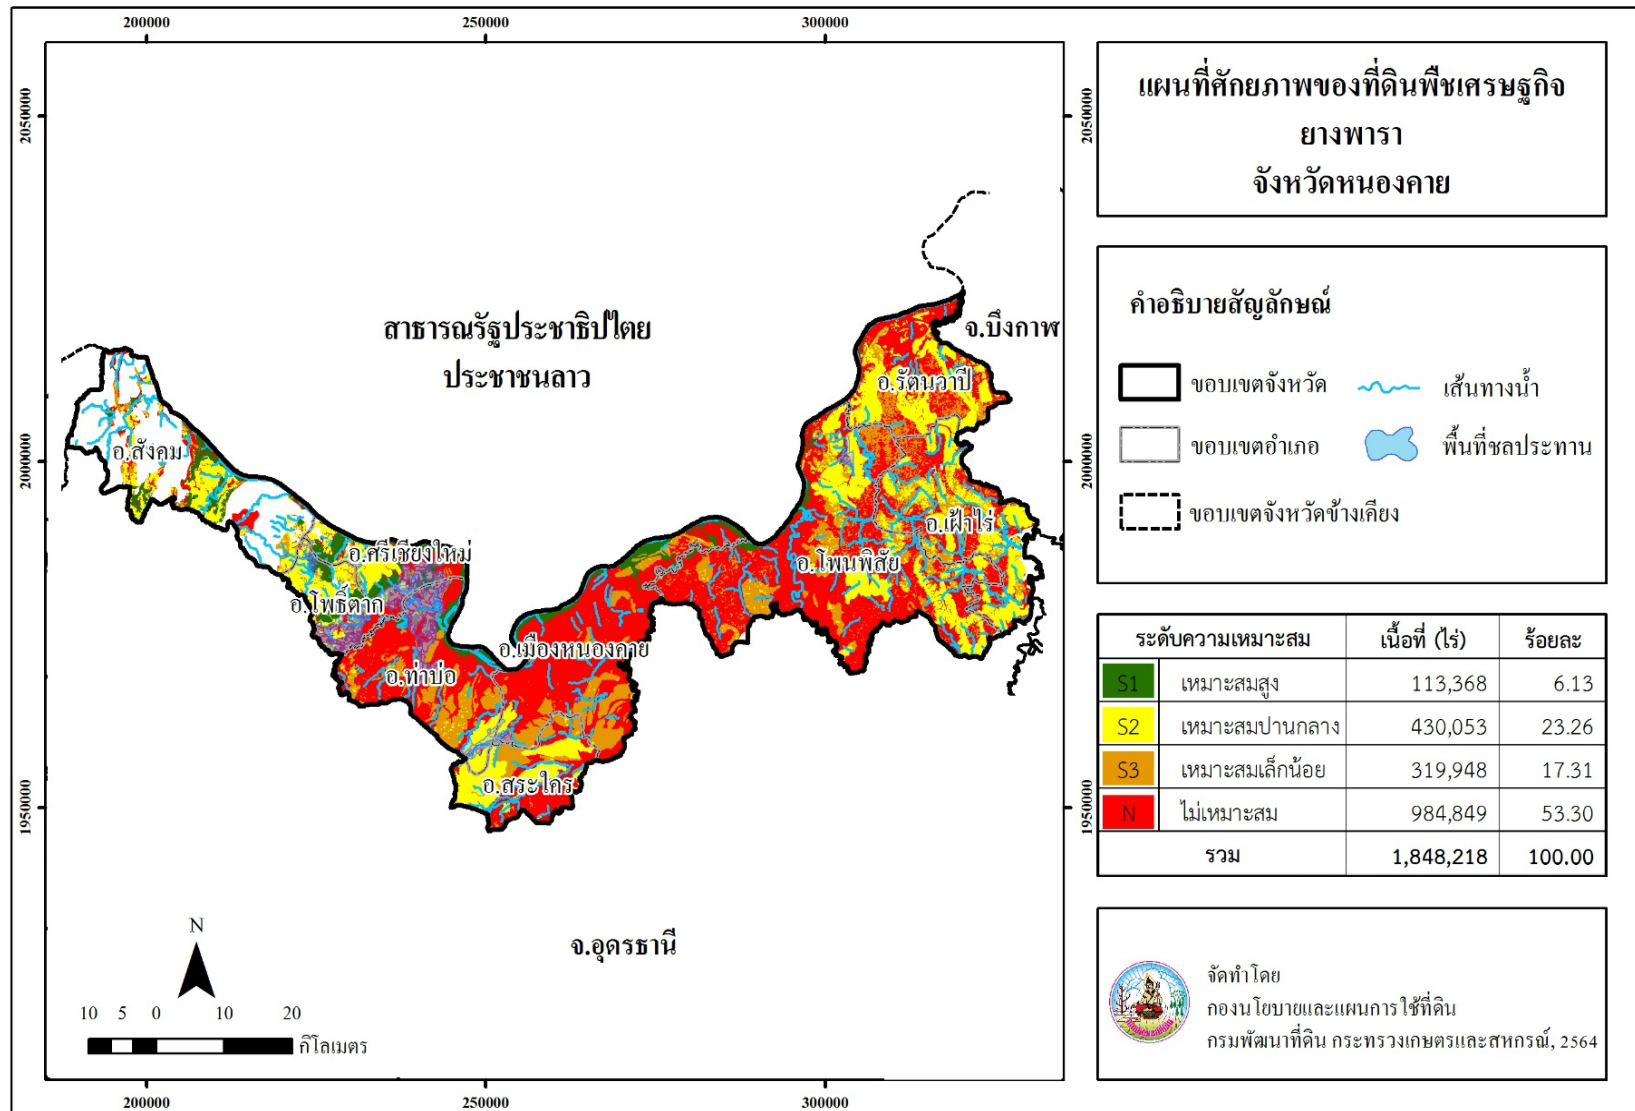 200000
250000
300000
2050000
2000000
1950000
2050000
2000000
1950000
200000
250000
300000
สาธารณรัฐประชาธิปไตย
ประชาชนลาว
จ.บึงกาฬ
อ.รัตนวาปี
อ.สังคม
อ.เฝ้าไร่
อ.ศรีเชียงใหม่
อ.โพนพิสัย
อ.โพธิ์ตาก
อ.เมืองหนองคาย
อ.ท่าบ่อ
อ.สระใคร
จ.อุดรธานี
N
10 5 0 10 20
กิโลเมตร
แผนที่ศักยภาพของที่ดินพืชเศรษฐกิจ
ยางพารา
จังหวัดหนองคาย
คำอธิบายสัญลักษณ์
ขอบเขตจังหวัด เส้นทางน้ำ
ขอบเขตอำเภอ พื้นที่ชลประทาน
ขอบเขตจังหวัดข้างเคียง
ระดับความเหมาะสม เนื้อที่ (ไร่) ร้อยละ
S1 เหมาะสมสูง 113,368 6.13
S2 เหมาะสมปานกลาง 430,053 23.26
S3 เหมาะสมเล็กน้อย 319,948 17.31
N ไม่เหมาะสม 984,849 53.30
รวม 1,848,218 100.00
จัดทำโดย
กองนโยบายและแผนการใช้ที่ดิน
กรมพัฒนาที่ดิน กระทรวงเกษตรและสหกรณ์, 2564